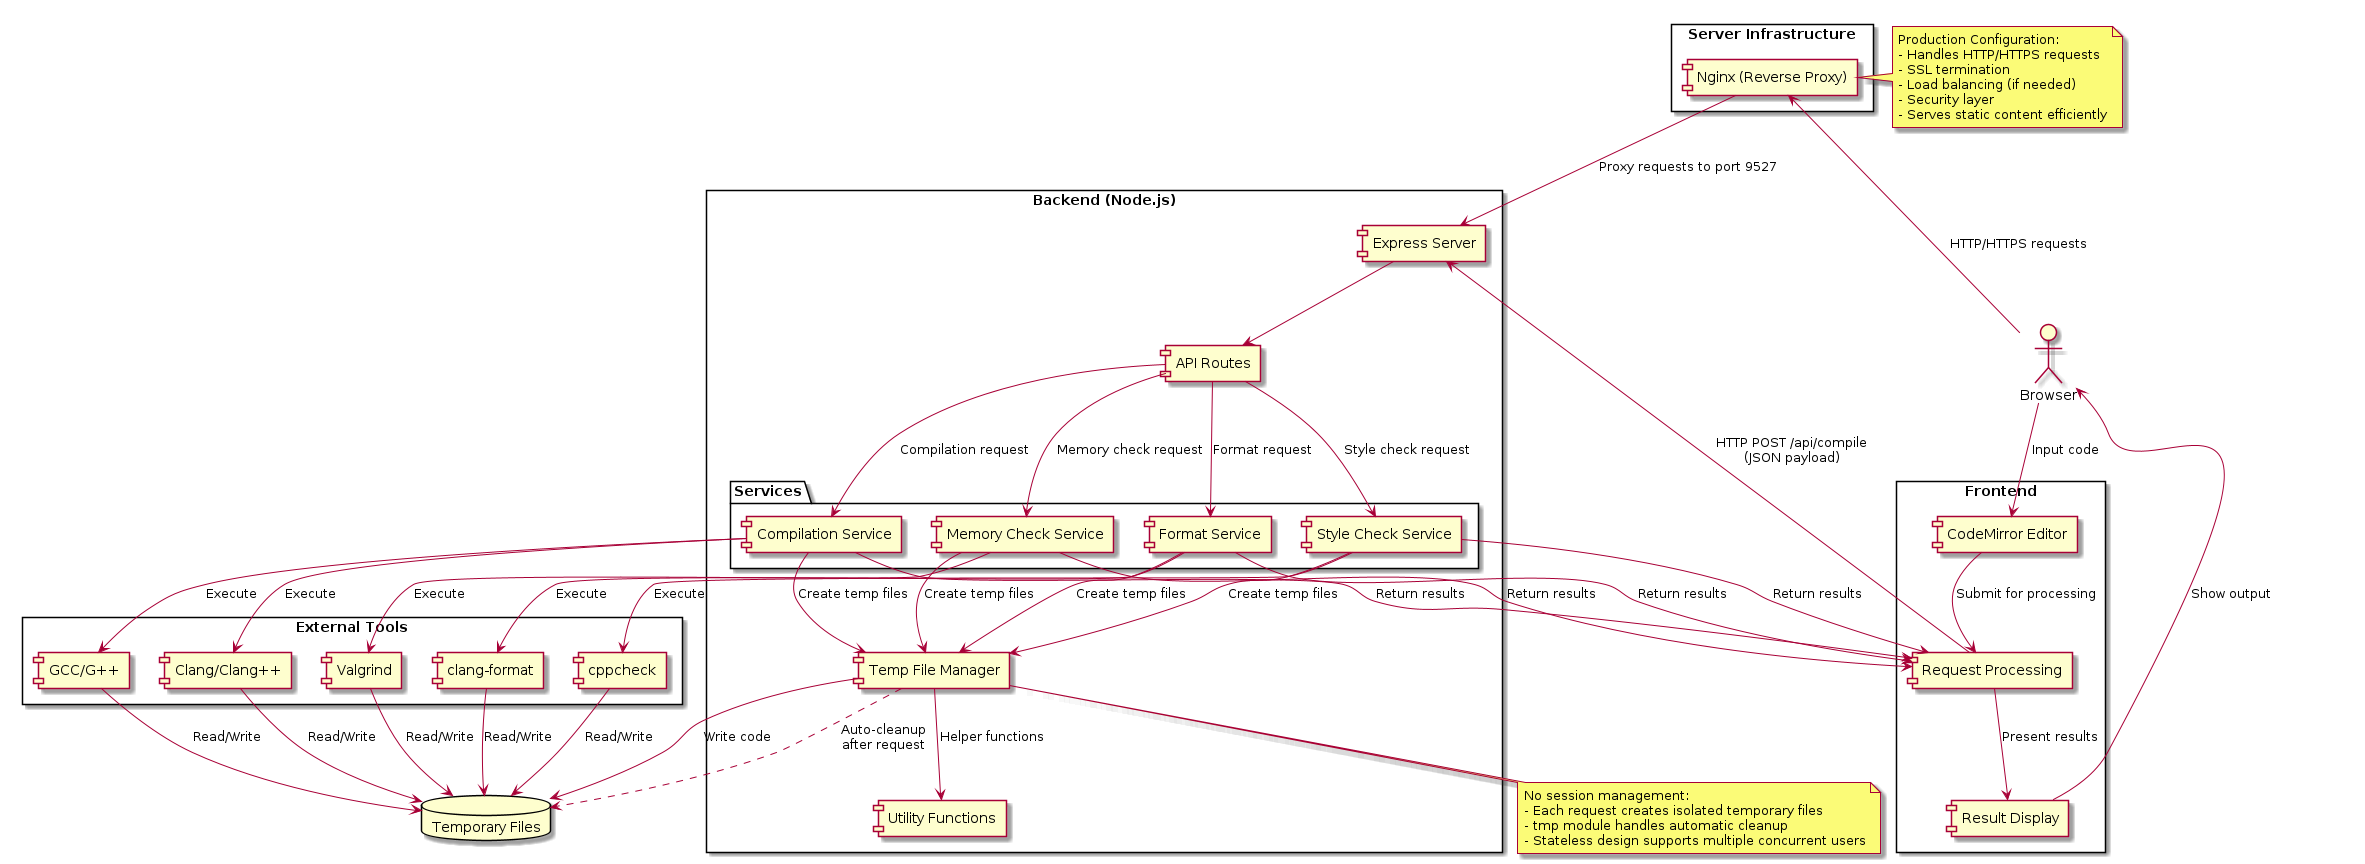 Server Infrastructure
Nginx (Reverse Proxy)
Production Configuration:
- Handles HTTP/HTTPS requests
- SSL termination
- Load balancing (if needed)
- Security layer
- Serves static content efficiently
Proxy requests to port 9527
Backend (Node.js)
Express Server
HTTP/HTTPS requests
API Routes
Browser
HTTP POST /api/compile
(JSON payload)
Compilation request
Memory check request
Format request
Style check request
Input code
Services
Frontend
Compilation Service
Memory Check Service
Format Service
Style Check Service
CodeMirror Editor
Execute
Execute
Execute
Execute
Execute
Create temp files
Create temp files
Create temp files
Create temp files
Return results
Return results
Return results
Return results
Submit for processing
Show output
External Tools
GCC/G++
Clang/Clang++
Valgrind
clang-format
cppcheck
Temp File Manager
Request Processing
Read/Write
Read/Write
Read/Write
Read/Write
Read/Write
Write code
Auto-cleanup
after request
Helper functions
Present results
Temporary Files
Utility Functions
No session management:
- Each request creates isolated temporary files
- tmp module handles automatic cleanup
- Stateless design supports multiple concurrent users
Result Display